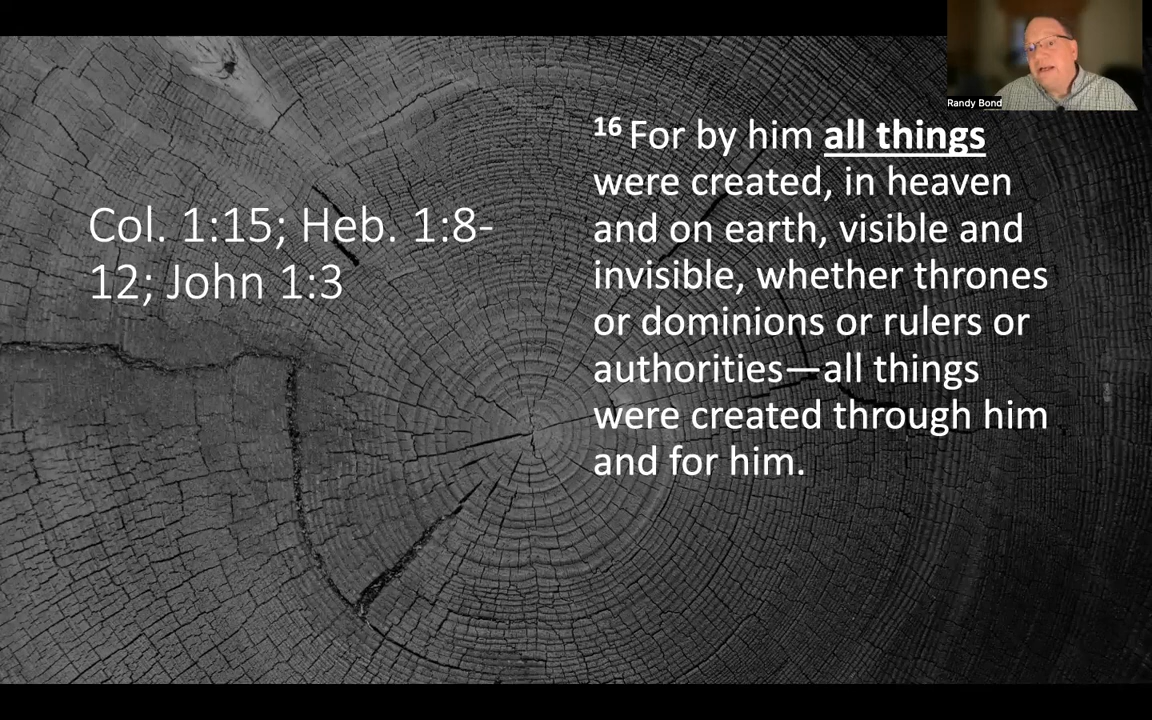 Randy Bond
Col. 1:15; Heb. 1:8-
12; John 1:3
16 For by him all things
were created, in heaven
and on earth, visible and
invisible, whether thrones
or dominions or rulers or
authorities—all things
were created through him
and for him.